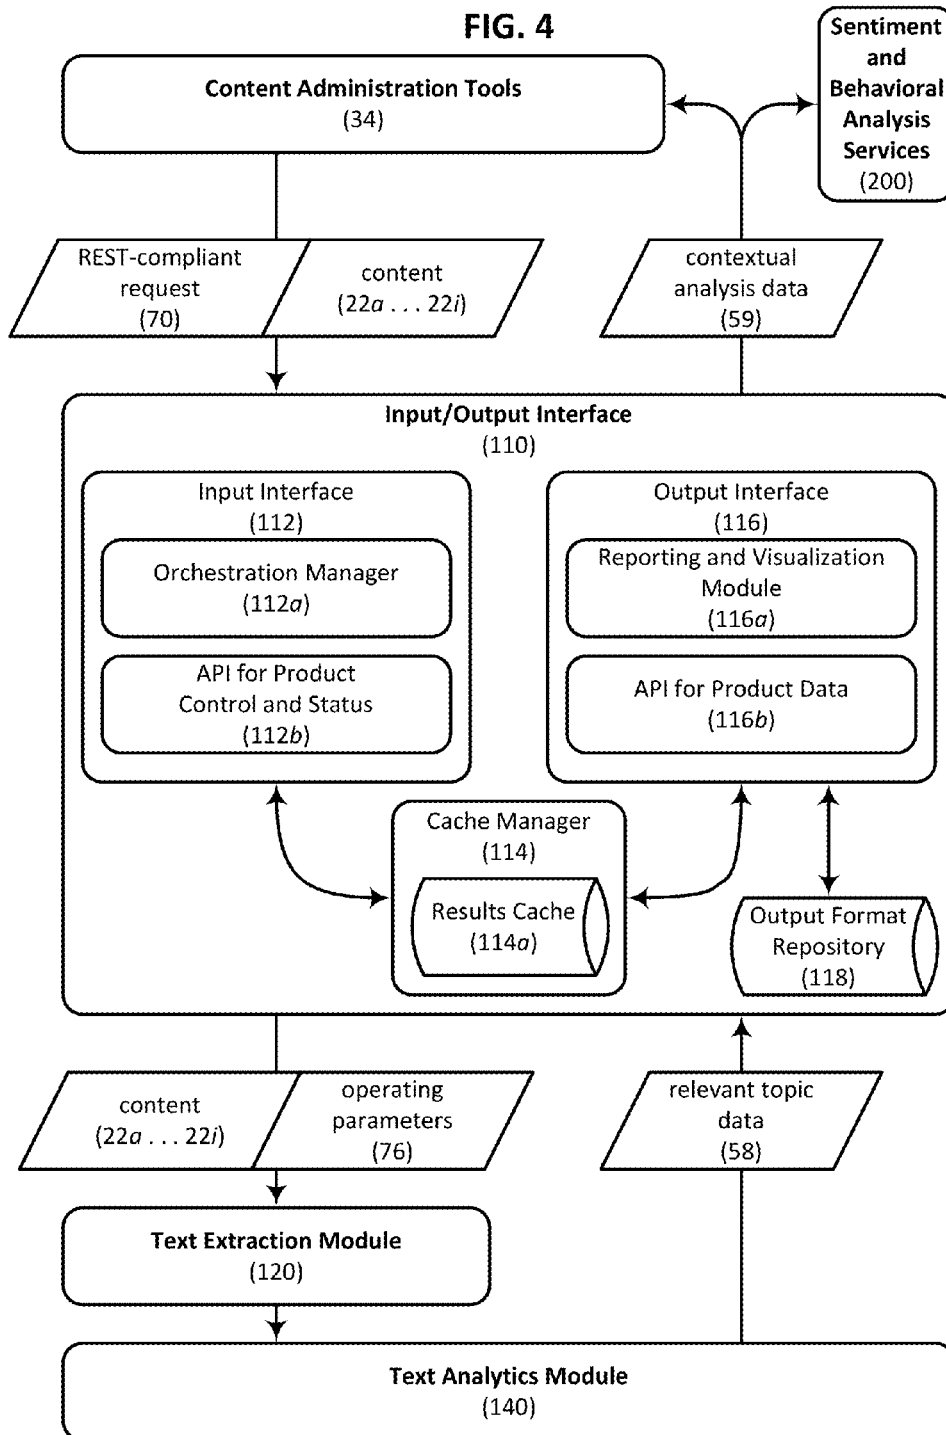 FIG. 4
Content Administration Tools
(34)
Sentiment
and
Behavioral
Analysis
Services
(200)
REST-compliant
request
(70)
content
(22a . . . 22i)
contextual
analysis data
(59)
Input/Output Interface
(110)
Input Interface
(112)
Orchestration Manager
(112a)
API for Product
Control and Status
(112b)
Output Interface
(116)
Reporting and Visualization
Module
(116a)
API for Product Data
(116b)
Cache Manager
(114)
Results Cache
(114a)
Output Format
Repository
(118)
content
(22a . . . 22i)
operating
parameters
(76)
relevant topic
data
(58)
Text Extraction Module
(120)
Text Analytics Module
(140)